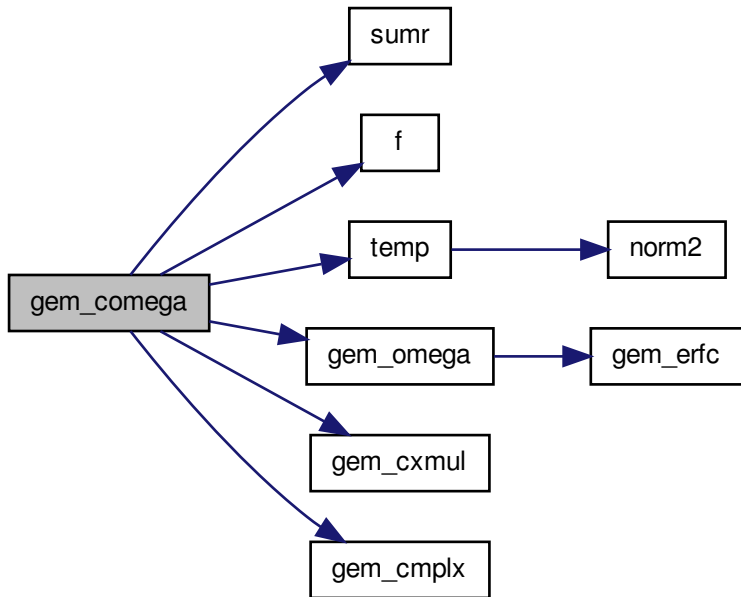 sumr
f
temp
norm2
gem_comega
gem_omega
gem_erfc
gem_cxmul
gem_cmplx